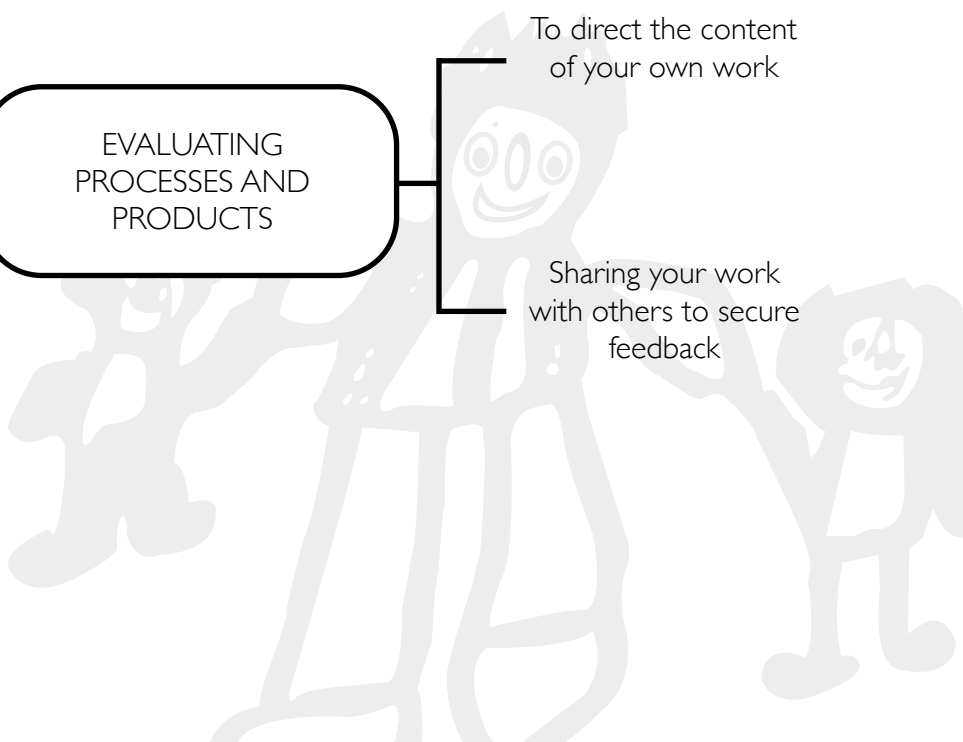 EVALUATING
PROCESSES AND
PRODUCTS
To direct the content
of your own work
Sharing your work
with others to secure
feedback